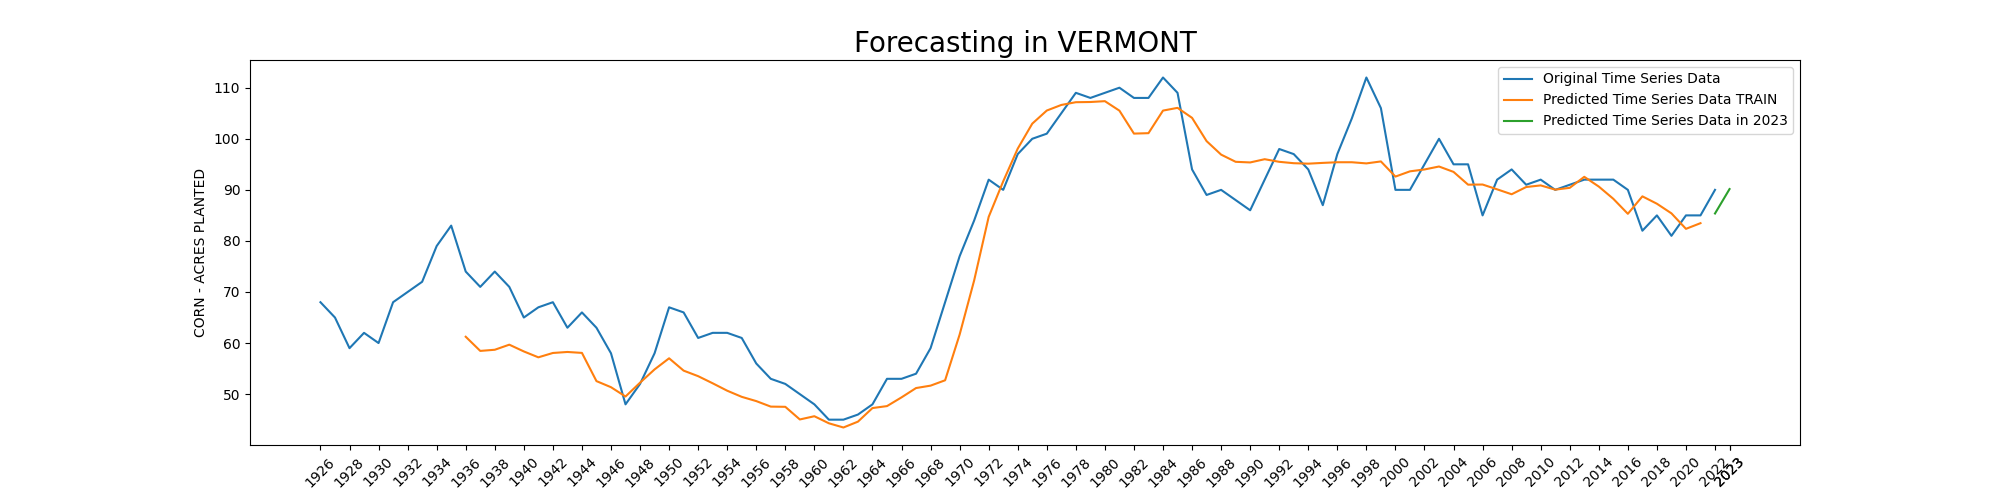 Forecasting in VERMONT
Original Time Series Data
Predicted Time Series Data TRAIN
Predicted Time Series Data in 2023
CORN - ACRES PLANTED
110
100
90
80
70
60
50
1926 1928 1930 1932 1934 1936 1938 1940 1942 1944 1946 1948 1950 1952 1954 1956 1958 1960 1962 1964 1966 1968 1970 1972 1974 1976 1978 1980 1982 1984 1986 1988 1990 1992 1994 1996 1998 2000 2002 2004 2006 2008 2010 2012 2014 2016 2018 2020 2022 2023